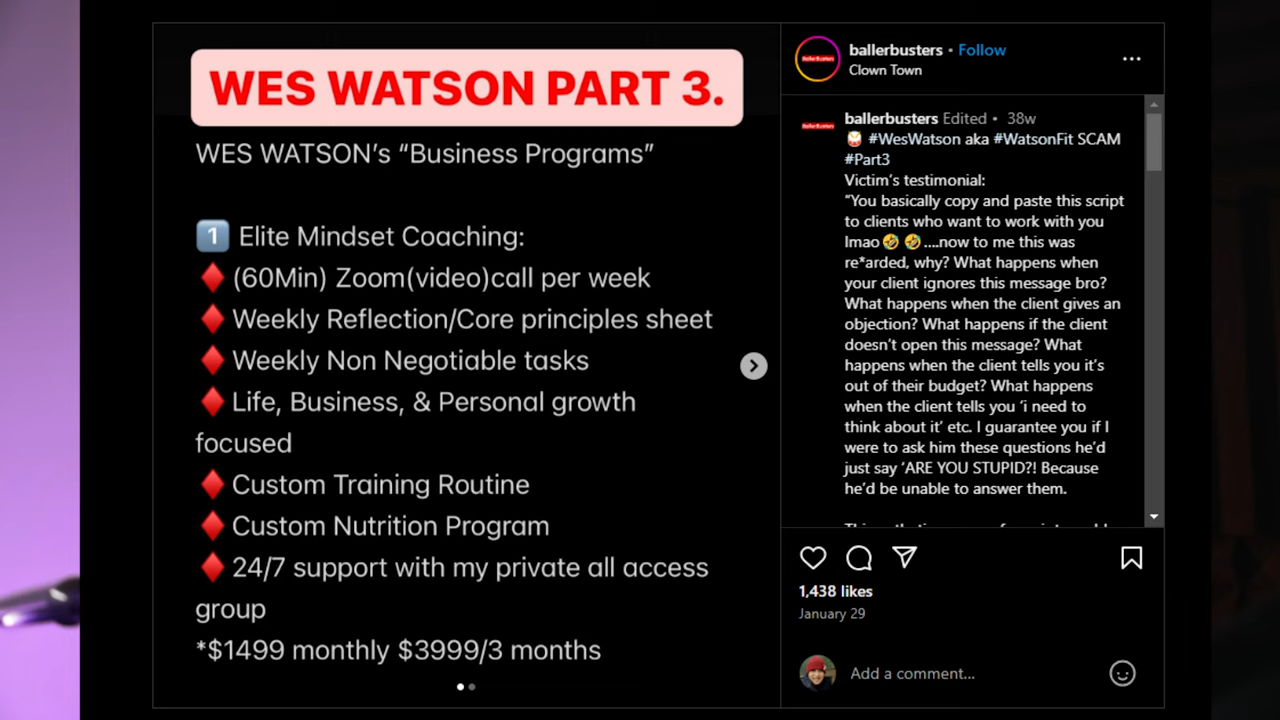 WES WATSON PART 3.
WES WATSON's “Business Programs”
1 Elite Mindset Coaching:
♦️(60Min) Zoom(video)call per week
♦️Weekly Reflection/Core principles sheet
♦️Weekly Non Negotiable tasks
♦️Life, Business, & Personal growth
focused
♦️Custom Training Routine
♦️Custom Nutrition Program
♦️24/7 support with my private all access
group
*$1499 monthly $3999/3 months
ballerbusters • Follow
Clown Town
ballerbusters Edited • 38w
#WesWatson aka #WatsonFit SCAM
#Part3
Victim's testimonial:
“You basically copy and paste this script
to clients who want to work with you
lmao 🤣 🤣 ....now to me this was
re*arded, why? What happens when
your client ignores this message bro?
What happens when the client gives an
objection? What happens if the client
doesn't open this message? What
happens when the client tells you it's
out of their budget? What happens
when the client tells you ‘i need to
think about it’ etc. I guarantee you if I
were to ask him these questions he'd
just say ‘ARE YOU STUPID?! Because
he'd be unable to answer them.
1,438 likes
January 29
Add a comment...